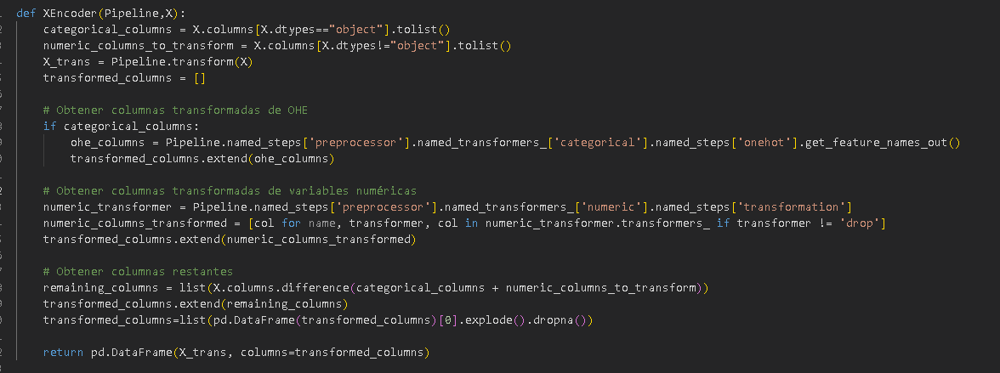 def XEncoder(Pipeline,X):
    categorical_columns = X.columns[X.dtypes=="object"].tolist()
    numeric_columns_to_transform = X.columns[X.dtypes!="object"].tolist()
    X_trans = Pipeline.transform(X)
    transformed_columns = []

    # Obtener columnas transformadas de OHE
    if categorical_columns:
        ohe_columns = Pipeline.named_steps['preprocessor'].named_transformers_['categorical'].named_steps['onehot'].get_feature_names_out()
        transformed_columns.extend(ohe_columns)

    # Obtener columnas transformadas de variables numéricas
    numeric_transformer = Pipeline.named_steps['preprocessor'].named_transformers_['numeric'].named_steps['transformation']
    numeric_columns_transformed = [col for name, transformer, col in numeric_transformer.transformers_ if transformer != 'drop']
    transformed_columns.extend(numeric_columns_transformed)

    # Obtener columnas restantes
    remaining_columns = list(X.columns.difference(categorical_columns + numeric_columns_to_transform))
    transformed_columns.extend(remaining_columns)
    transformed_columns=list(pd.DataFrame(transformed_columns)[0].explode().dropna())

    return pd.DataFrame(X_trans, columns=transformed_columns)